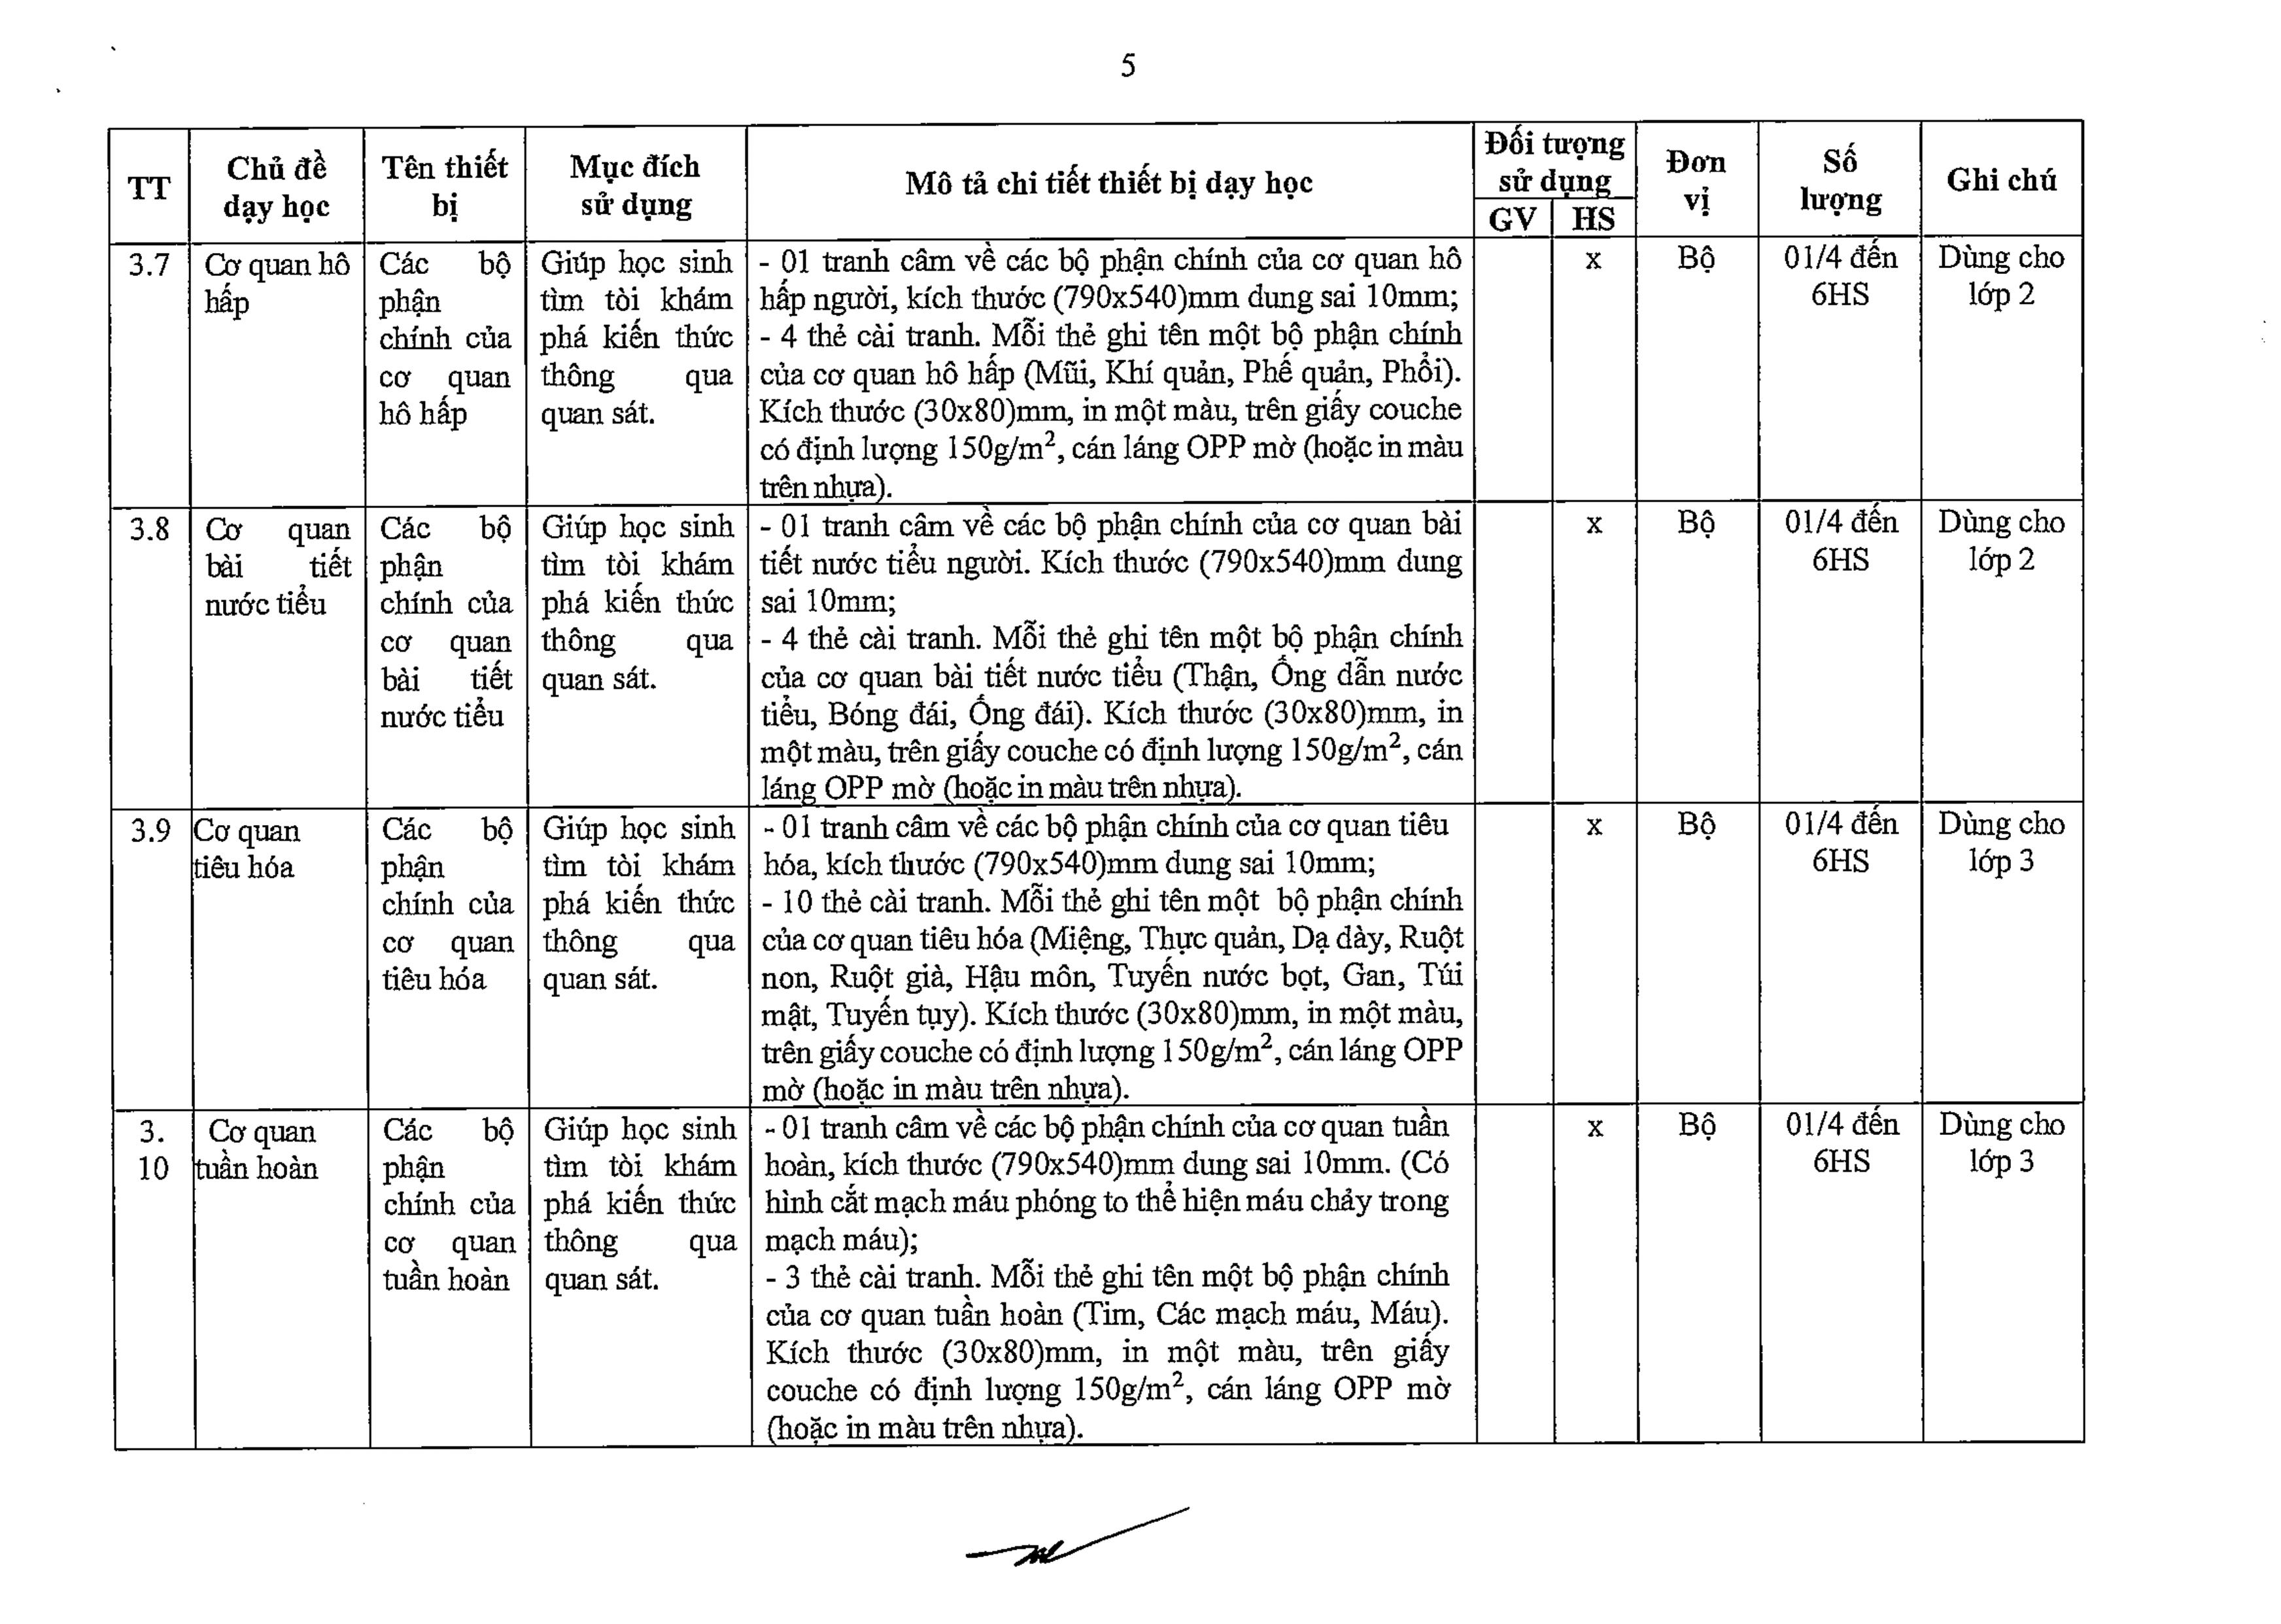 5
TT
Chủ đề
dạy học
Tên thiết
bị
Mục đích
sử dụng
Mô tả chi tiết thiết bị dạy học
Đối tượng
sử dụng
GV
HS
Đơn
vị
Số
lượng
Ghi chú
3.7
Cơ quan hô
hấp
Các bộ
phận
chính của
cơ quan
hô hấp
Giúp học sinh
tìm tòi khám
phá kiến thức
thông qua
quan sát.
- 01 tranh câm về các bộ phận chính của cơ quan hô
hấp người, kích thước (790x540)mm dung sai 10mm;
- 4 thẻ cài tranh. Mỗi thẻ ghi tên một bộ phận chính
của cơ quan hô hấp (Mũi, Khí quản, Phế quản, Phổi).
Kích thước (30x80)mm, in một màu, trên giấy couche
có định lượng 150g/m², cán láng OPP mờ (hoặc in màu
trên nhựa).
x
Bộ
01/4 đến
6HS
Dùng cho
lớp 2
3.8
Cơ quan
bài tiết
nước tiểu
Các bộ
phận
chính của
cơ quan
bài tiết
nước tiểu
Giúp học sinh
tìm tòi khám
phá kiến thức
thông qua
quan sát.
- 01 tranh câm về các bộ phận chính của cơ quan bài
tiết nước tiểu người. Kích thước (790x540)mm dung
sai 10mm;
- 4 thẻ cài tranh. Mỗi thẻ ghi tên một bộ phận chính
của cơ quan bài tiết nước tiểu (Thận, Ống dẫn nước
tiểu, Bóng đái, Ống đái). Kích thước (30x80)mm, in
một màu, trên giấy couche có định lượng 150g/m², cán
láng OPP mờ (hoặc in màu trên nhựa).
x
Bộ
01/4 đến
6HS
Dùng cho
lớp 2
3.9
Cơ quan
tiêu hóa
Các bộ
phận
chính của
cơ quan
tiêu hóa
Giúp học sinh
tìm tòi khám
phá kiến thức
thông qua
quan sát.
- 01 tranh câm về các bộ phận chính của cơ quan tiêu
hóa, kích thước (790x540)mm dung sai 10mm;
- 10 thẻ cài tranh. Mỗi thẻ ghi tên một bộ phận chính
của cơ quan tiêu hóa (Miệng, Thực quản, Dạ dày, Ruột
non, Ruột già, Hậu môn, Tuyến nước bọt, Gan, Túi
mật, Tuyến tụy). Kích thước (30x80)mm, in một màu,
trên giấy couche có định lượng 150g/m², cán láng OPP
mờ (hoặc in màu trên nhựa).
x
Bộ
01/4 đến
6HS
Dùng cho
lớp 3
3.
10
Cơ quan
tuần hoàn
Các bộ
phận
chính của
cơ quan
tuần hoàn
Giúp học sinh
tìm tòi khám
phá kiến thức
thông qua
quan sát.
- 01 tranh câm về các bộ phận chính của cơ quan tuần
hoàn, kích thước (790x540)mm dung sai 10mm. (Có
hình cắt mạch máu phóng to thể hiện máu chảy trong
mạch máu);
- 3 thẻ cài tranh. Mỗi thẻ ghi tên một bộ phận chính
của cơ quan tuần hoàn (Tim, Các mạch máu, Máu).
Kích thước (30x80)mm, in một màu, trên giấy
couche có định lượng 150g/m², cán láng OPP mờ
(hoặc in màu trên nhựa).
x
Bộ
01/4 đến
6HS
Dùng cho
lớp 3